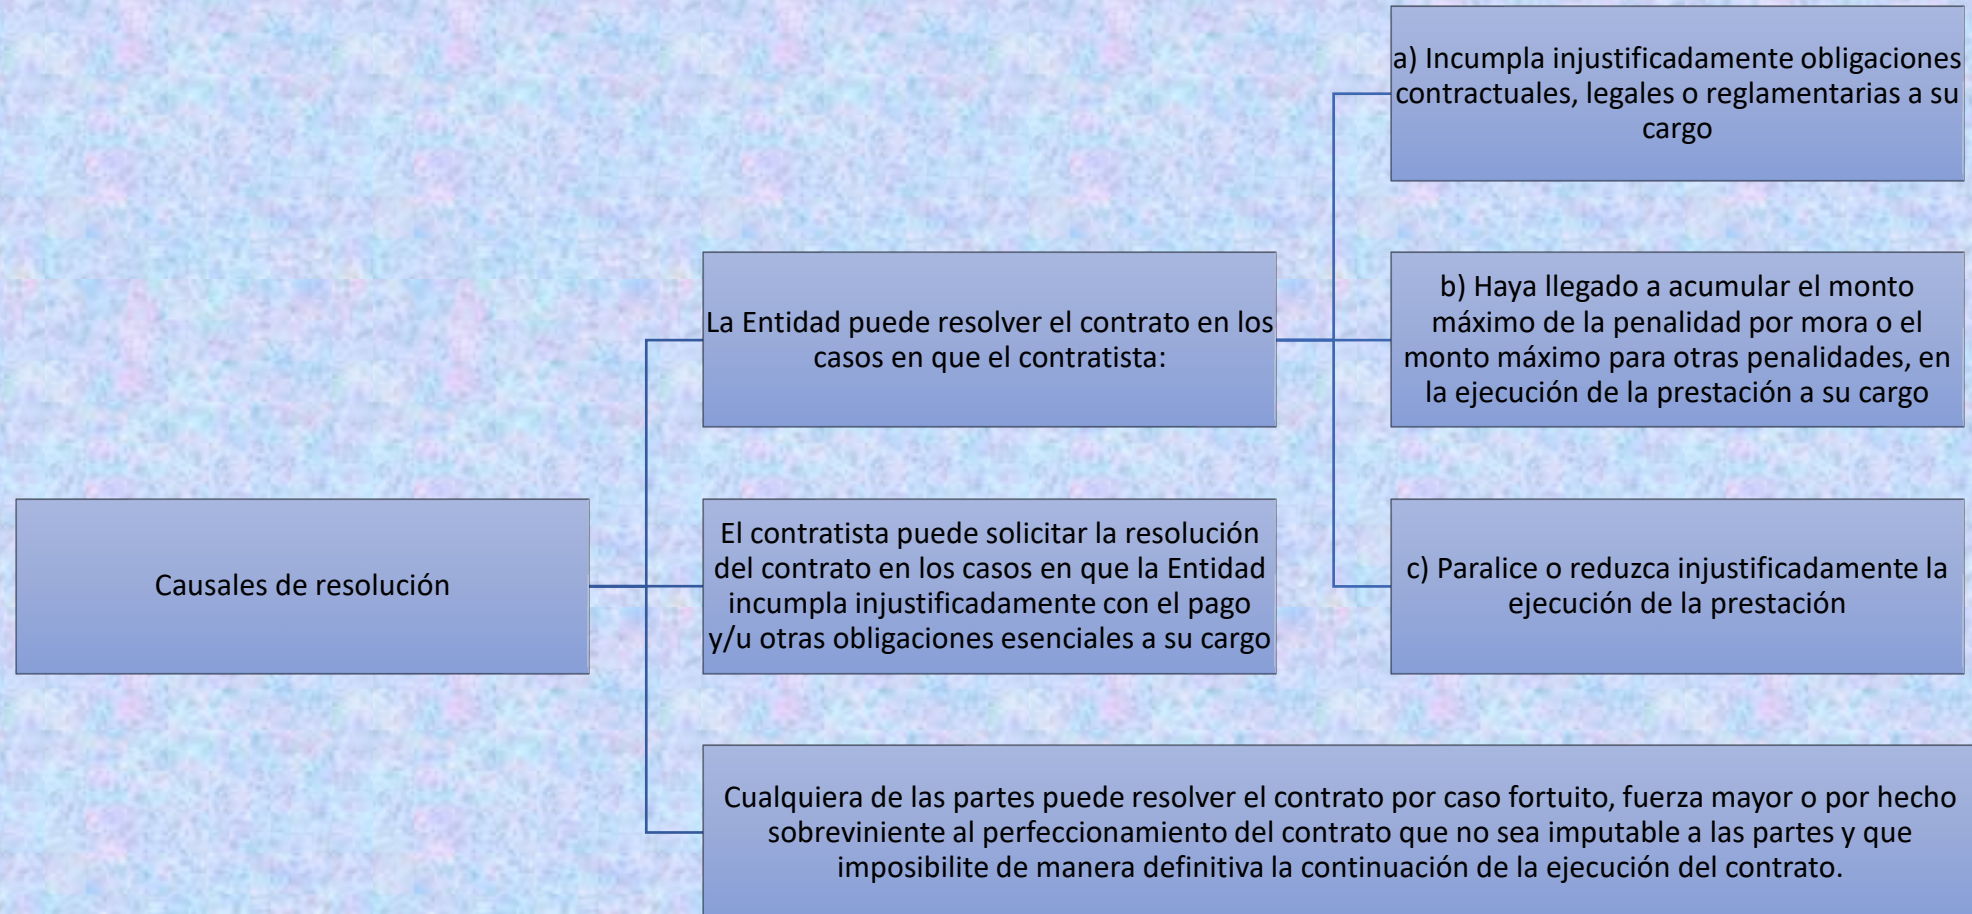 Causales de resolución
La Entidad puede resolver el contrato en los
casos en que el contratista:
a) Incumpla injustificadamente obligaciones
contractuales, legales o reglamentarias a su
cargo
b) Haya llegado a acumular el monto
máximo de la penalidad por mora o el
monto máximo para otras penalidades, en
la ejecución de la prestación a su cargo
c) Paralice o reduzca injustificadamente la
ejecución de la prestación
El contratista puede solicitar la resolución
del contrato en los casos en que la Entidad
incumpla injustificadamente con el pago
y/u otras obligaciones esenciales a su cargo
Cualquiera de las partes puede resolver el contrato por caso fortuito, fuerza mayor o por hecho
sobreviniente al perfeccionamiento del contrato que no sea imputable a las partes y que
imposibilite de manera definitiva la continuación de la ejecución del contrato.